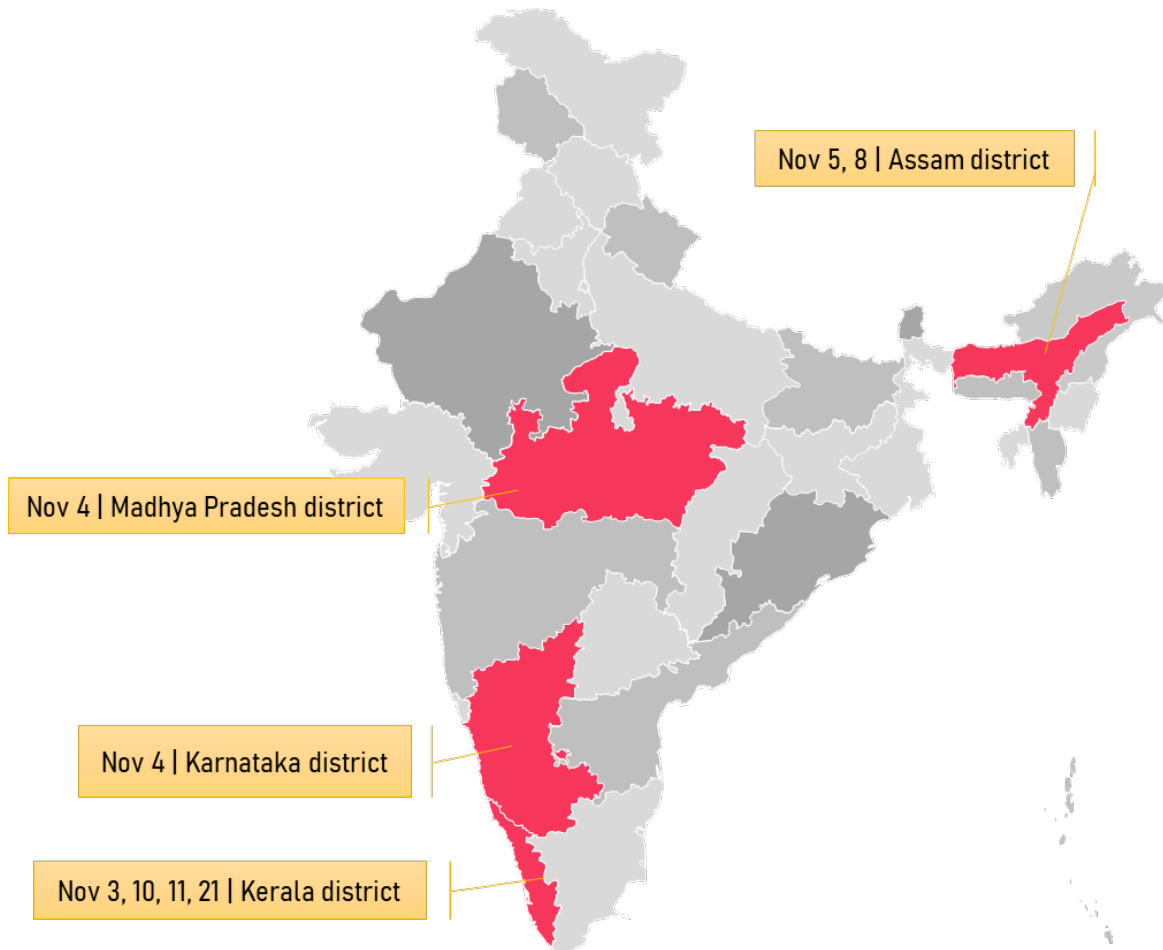 Nov 5, 8 | Assam district
Nov 4 | Madhya Pradesh district
Nov 4 | Karnataka district
Nov 3, 10, 11, 21 | Kerala district